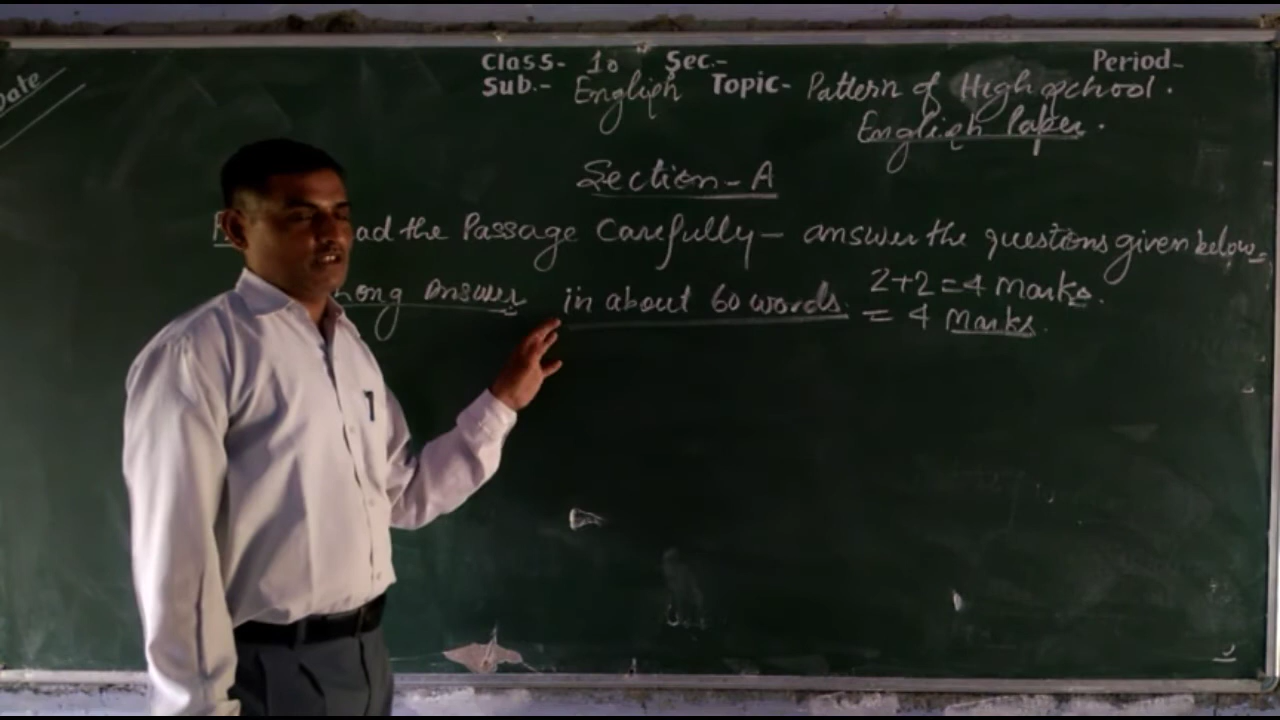 Date
Class- 10 Sec.- Period-
Sub.- English Topic- Pattern of High school.
English Paper.
Section-A
ad the Passage Carefully- answer the questions given below
2+2=4 Marks.
ong answer in about 60 words. = 4 Marks.